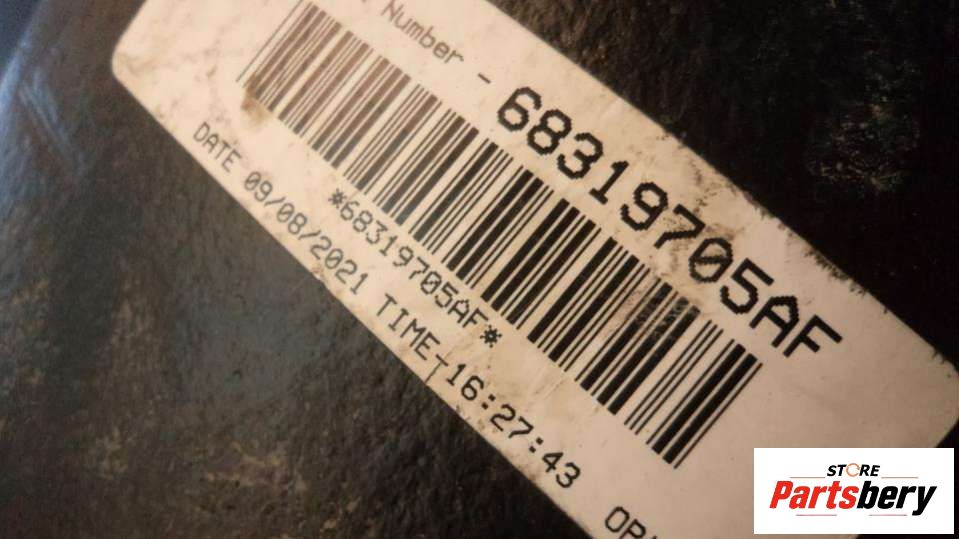 Number - 68319705AF
*68319705AF*
DATE 09/08/2021 TIME-16:27:43
STORE
Partsbery